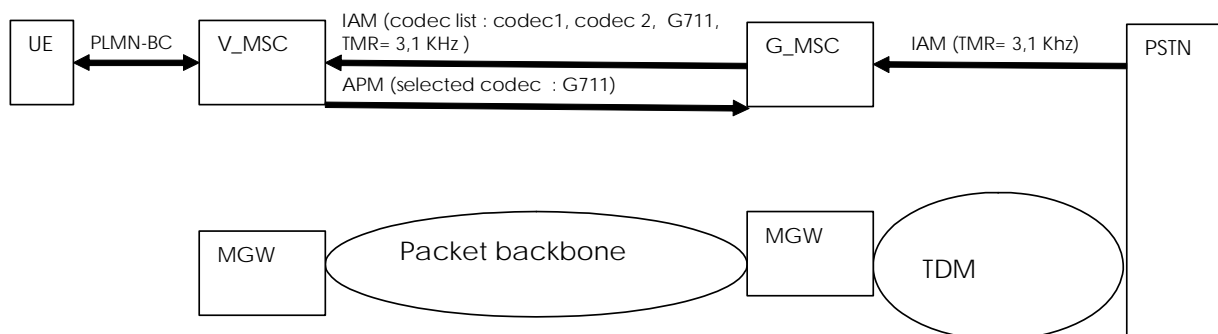 UE
PLMN-BC
V_MSC
IAM (codec list : codec1, codec 2, G711,
TMR= 3,1 KHz )
APM (selected codec : G711)
G_MSC
IAM (TMR= 3,1 Khz)
PSTN
MGW
Packet backbone
MGW
TDM